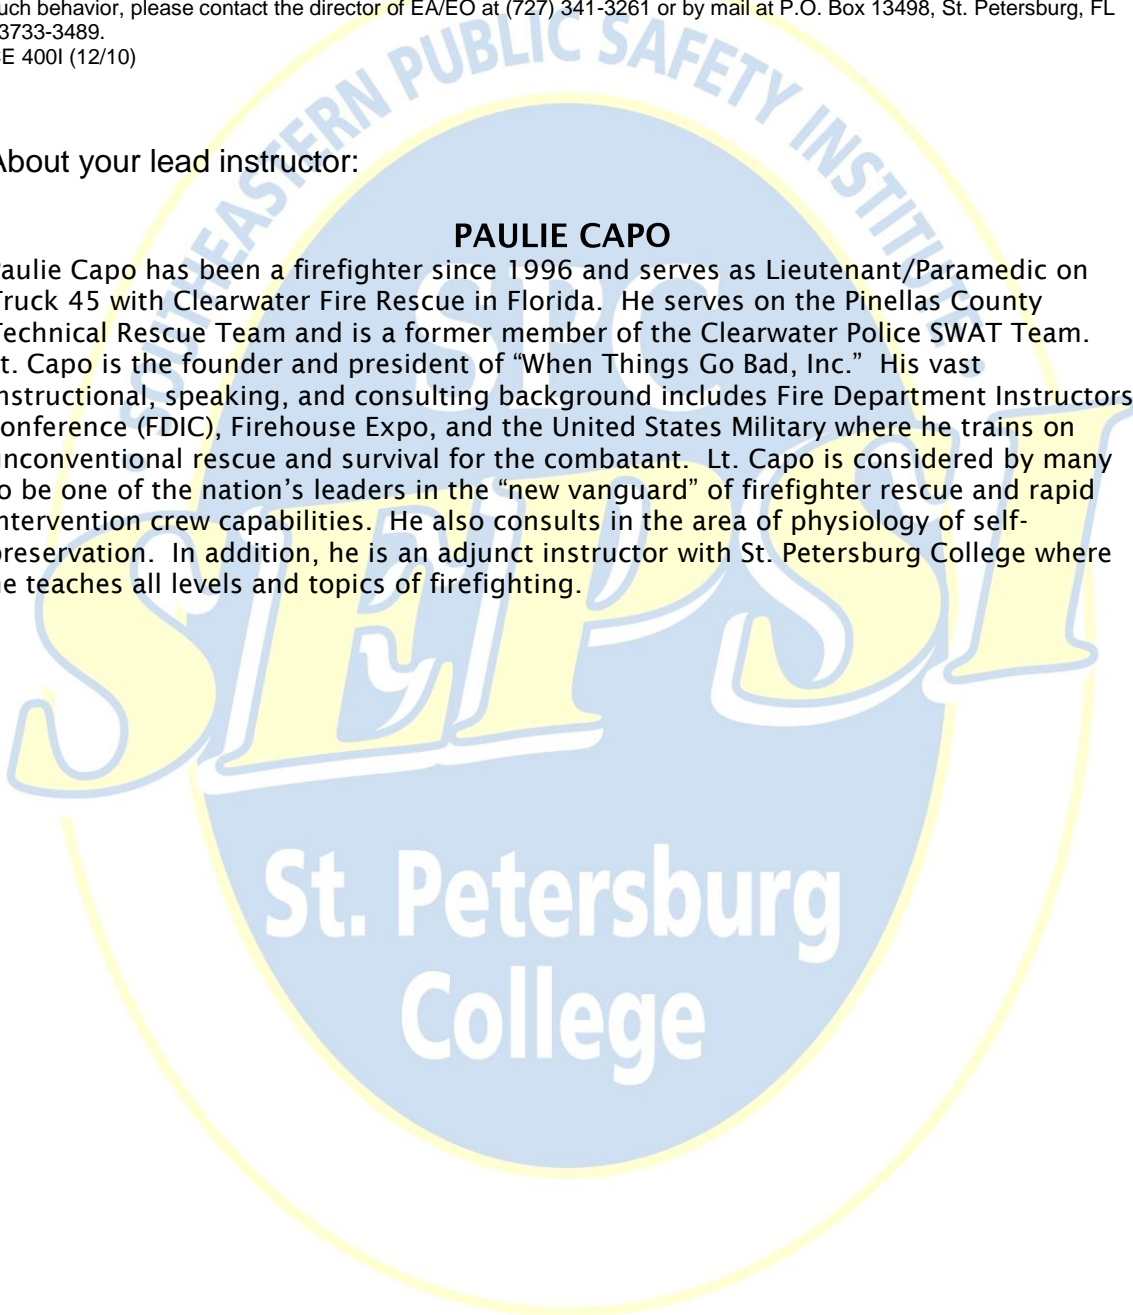 uch behavior, please contact the director of EA/EO at (727) 341-3261 or by mail at P.O. Box 13498, St. Petersburg, FL
3733-3489.
E 400I (12/10)
About your lead instructor:
PAULIE CAPO
Paulie Capo has been a firefighter since 1996 and serves as Lieutenant/Paramedic on
Truck 45 with Clearwater Fire Rescue in Florida. He serves on the Pinellas County
Technical Rescue Team and is a former member of the Clearwater Police SWAT Team.
t. Capo is the founder and president of “When Things Go Bad, Inc.” His vast
nstructional, speaking, and consulting background includes Fire Department Instructors
onference (FDIC), Firehouse Expo, and the United States Military where he trains on
unconventional rescue and survival for the combatant. Lt. Capo is considered by many
o be one of the nation’s leaders in the “new vanguard” of firefighter rescue and rapid
ntervention crew capabilities. He also consults in the area of physiology of self-
preservation. In addition, he is an adjunct instructor with St. Petersburg College where
he teaches all levels and topics of firefighting.
SOUTHEASTERN PUBLIC SAFETY INSTITUTE
SPC
SEPSI
St. Petersburg
College